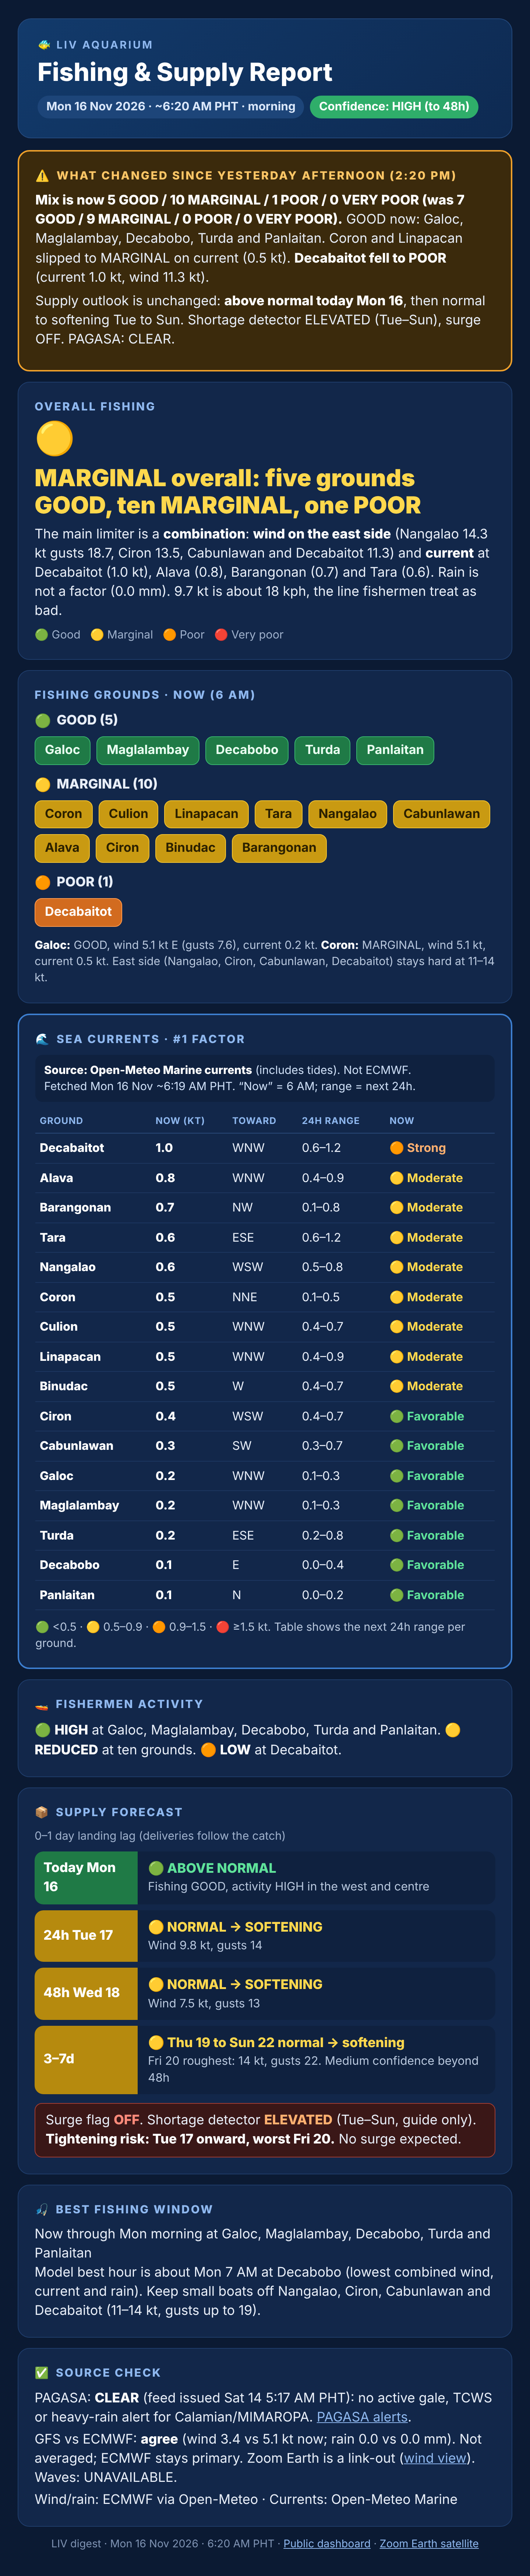 🐠 LIV AQUARIUM
Fishing & Supply Report
Mon 16 Nov 2026 · ~6:20 AM PHT · morning Confidence: HIGH (to 48h)
⚠️ WHAT CHANGED SINCE YESTERDAY AFTERNOON (2:20 PM)
Mix is now 5 GOOD / 10 MARGINAL / 1 POOR / 0 VERY POOR (was 7
GOOD / 9 MARGINAL / 0 POOR / 0 VERY POOR). GOOD now: Galoc,
Maglalambay, Decabobo, Turda and Panlaitan. Coron and Linapacan
slipped to MARGINAL on current (0.5 kt). Decabaitot fell to POOR
(current 1.0 kt, wind 11.3 kt).
Supply outlook is unchanged: above normal today Mon 16, then normal
to softening Tue to Sun. Shortage detector ELEVATED (Tue–Sun), surge
OFF. PAGASA: CLEAR.
OVERALL FISHING
🟡
MARGINAL overall: five grounds
GOOD, ten MARGINAL, one POOR
The main limiter is a combination: wind on the east side (Nangalao 14.3
kt gusts 18.7, Ciron 13.5, Cabunlawan and Decabaitot 11.3) and current at
Decabaitot (1.0 kt), Alava (0.8), Barangonan (0.7) and Tara (0.6). Rain is
not a factor (0.0 mm). 9.7 kt is about 18 kph, the line fishermen treat as
bad.
🟢 Good 🟡 Marginal 🟠 Poor 🔴 Very poor
FISHING GROUNDS · NOW (6 AM)
🟢 GOOD (5)
Galoc Maglalambay Decabobo Turda Panlaitan
🟡 MARGINAL (10)
Coron Culion Linapacan Tara Nangalao Cabunlawan
Alava Ciron Binudac Barangonan
🟠 POOR (1)
Decabaitot
Galoc: GOOD, wind 5.1 kt E (gusts 7.6), current 0.2 kt. Coron: MARGINAL, wind 5.1 kt,
current 0.5 kt. East side (Nangalao, Ciron, Cabunlawan, Decabaitot) stays hard at 11–14
kt.
🌊 SEA CURRENTS · #1 FACTOR
Source: Open-Meteo Marine currents (includes tides). Not ECMWF.
Fetched Mon 16 Nov ~6:19 AM PHT. “Now” = 6 AM; range = next 24h.
GROUND NOW (KT) TOWARD 24H RANGE NOW
Decabaitot 1.0 WNW 0.6–1.2 🟠 Strong
Alava 0.8 WNW 0.4–0.9 🟡 Moderate
Barangonan 0.7 NW 0.1–0.8 🟡 Moderate
Tara 0.6 ESE 0.6–1.2 🟡 Moderate
Nangalao 0.6 WSW 0.5–0.8 🟡 Moderate
Coron 0.5 NNE 0.1–0.5 🟡 Moderate
Culion 0.5 WNW 0.4–0.7 🟡 Moderate
Linapacan 0.5 WNW 0.4–0.9 🟡 Moderate
Binudac 0.5 W 0.4–0.7 🟡 Moderate
Ciron 0.4 WSW 0.4–0.7 🟢 Favorable
Cabunlawan 0.3 SW 0.3–0.7 🟢 Favorable
Galoc 0.2 WNW 0.1–0.3 🟢 Favorable
Maglalambay 0.2 WNW 0.1–0.3 🟢 Favorable
Turda 0.2 ESE 0.2–0.8 🟢 Favorable
Decabobo 0.1 E 0.0–0.4 🟢 Favorable
Panlaitan 0.1 N 0.0–0.2 🟢 Favorable
🟢 <0.5 · 🟡 0.5–0.9 · 🟠 0.9–1.5 · 🔴 ≥1.5 kt. Table shows the next 24h range per
ground.
🚤 FISHERMEN ACTIVITY
🟢 HIGH at Galoc, Maglalambay, Decabobo, Turda and Panlaitan. 🟡
REDUCED at ten grounds. 🟠 LOW at Decabaitot.
📦 SUPPLY FORECAST
0–1 day landing lag (deliveries follow the catch)
Today Mon
16
🟢 ABOVE NORMAL
Fishing GOOD, activity HIGH in the west and centre
24h Tue 17
🟡 NORMAL → SOFTENING
Wind 9.8 kt, gusts 14
48h Wed 18
🟡 NORMAL → SOFTENING
Wind 7.5 kt, gusts 13
3–7d
🟡 Thu 19 to Sun 22 normal → softening
Fri 20 roughest: 14 kt, gusts 22. Medium confidence beyond
48h
Surge flag OFF. Shortage detector ELEVATED (Tue–Sun, guide only).
Tightening risk: Tue 17 onward, worst Fri 20. No surge expected.
🎣 BEST FISHING WINDOW
Now through Mon morning at Galoc, Maglalambay, Decabobo, Turda and
Panlaitan
Model best hour is about Mon 7 AM at Decabobo (lowest combined wind,
current and rain). Keep small boats off Nangalao, Ciron, Cabunlawan and
Decabaitot (11–14 kt, gusts up to 19).
✅ SOURCE CHECK
PAGASA: CLEAR (feed issued Sat 14 5:17 AM PHT): no active gale, TCWS
or heavy-rain alert for Calamian/MIMAROPA. PAGASA alerts.
GFS vs ECMWF: agree (wind 3.4 vs 5.1 kt now; rain 0.0 vs 0.0 mm). Not
averaged; ECMWF stays primary. Zoom Earth is a link-out (wind view).
Waves: UNAVAILABLE.
Wind/rain: ECMWF via Open-Meteo · Currents: Open-Meteo Marine
LIV digest · Mon 16 Nov 2026 · 6:20 AM PHT · Public dashboard · Zoom Earth satellite